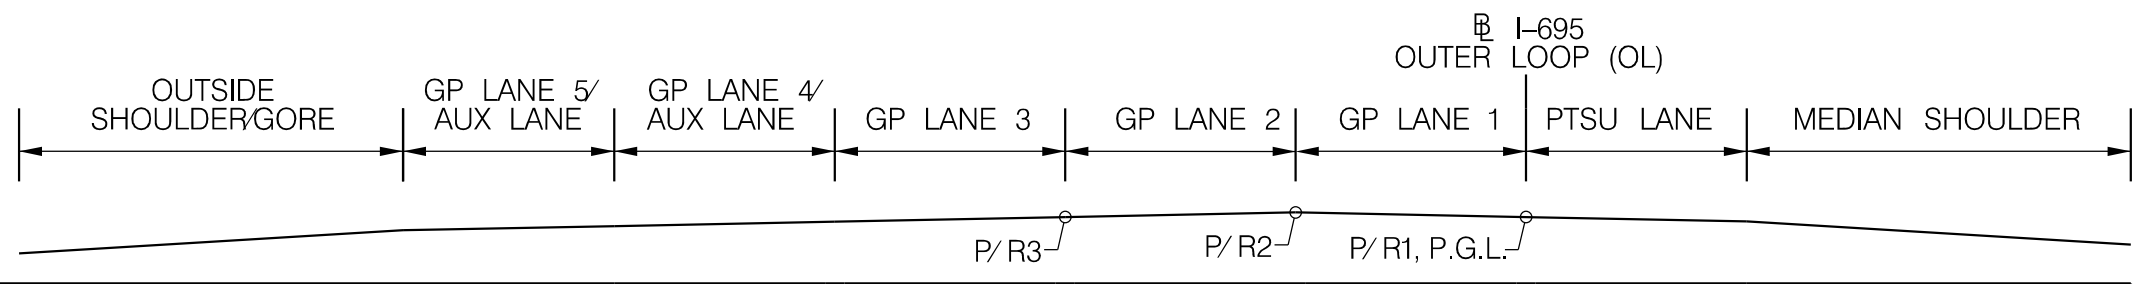 ℄ I-695
OUTER LOOP (OL)
OUTSIDE
SHOULDER/GORE
GP LANE 5/
AUX LANE
GP LANE 4/
AUX LANE
GP LANE 3
GP LANE 2
GP LANE 1
PTSU LANE
MEDIAN SHOULDER
P/R3
P/R2
P/R1, P.G.L.